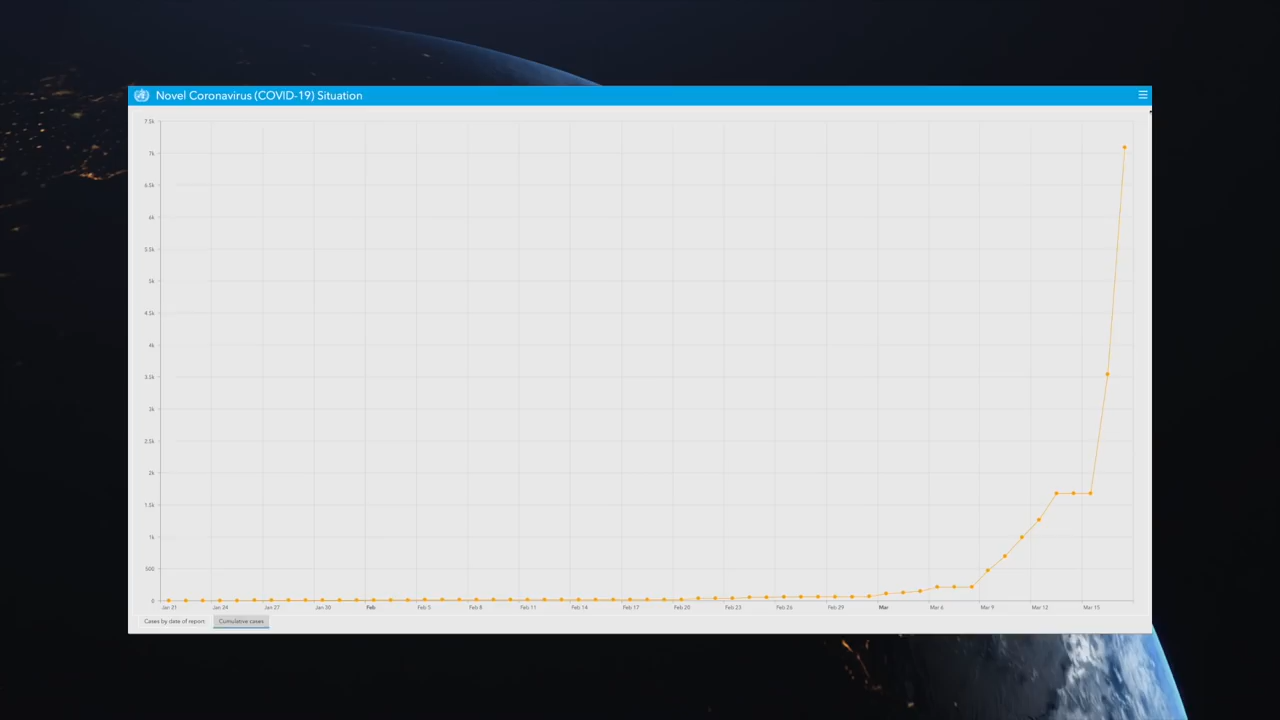 Novel Coronavirus (COVID-19) Situation
7.5k
7k
6.5k
6k
5.5k
5k
4.5k
4k
3.5k
3k
2.5k
2k
1.5k
1k
500
0
Jan 21 Jan 24 Jan 27 Jan 30 Feb Feb 5 Feb 8 Feb 11 Feb 14 Feb 17 Feb 20 Feb 23 Feb 26 Feb 29 Mar Mar 6 Mar 9 Mar 12 Mar 15
Cases by date of report Cumulative cases